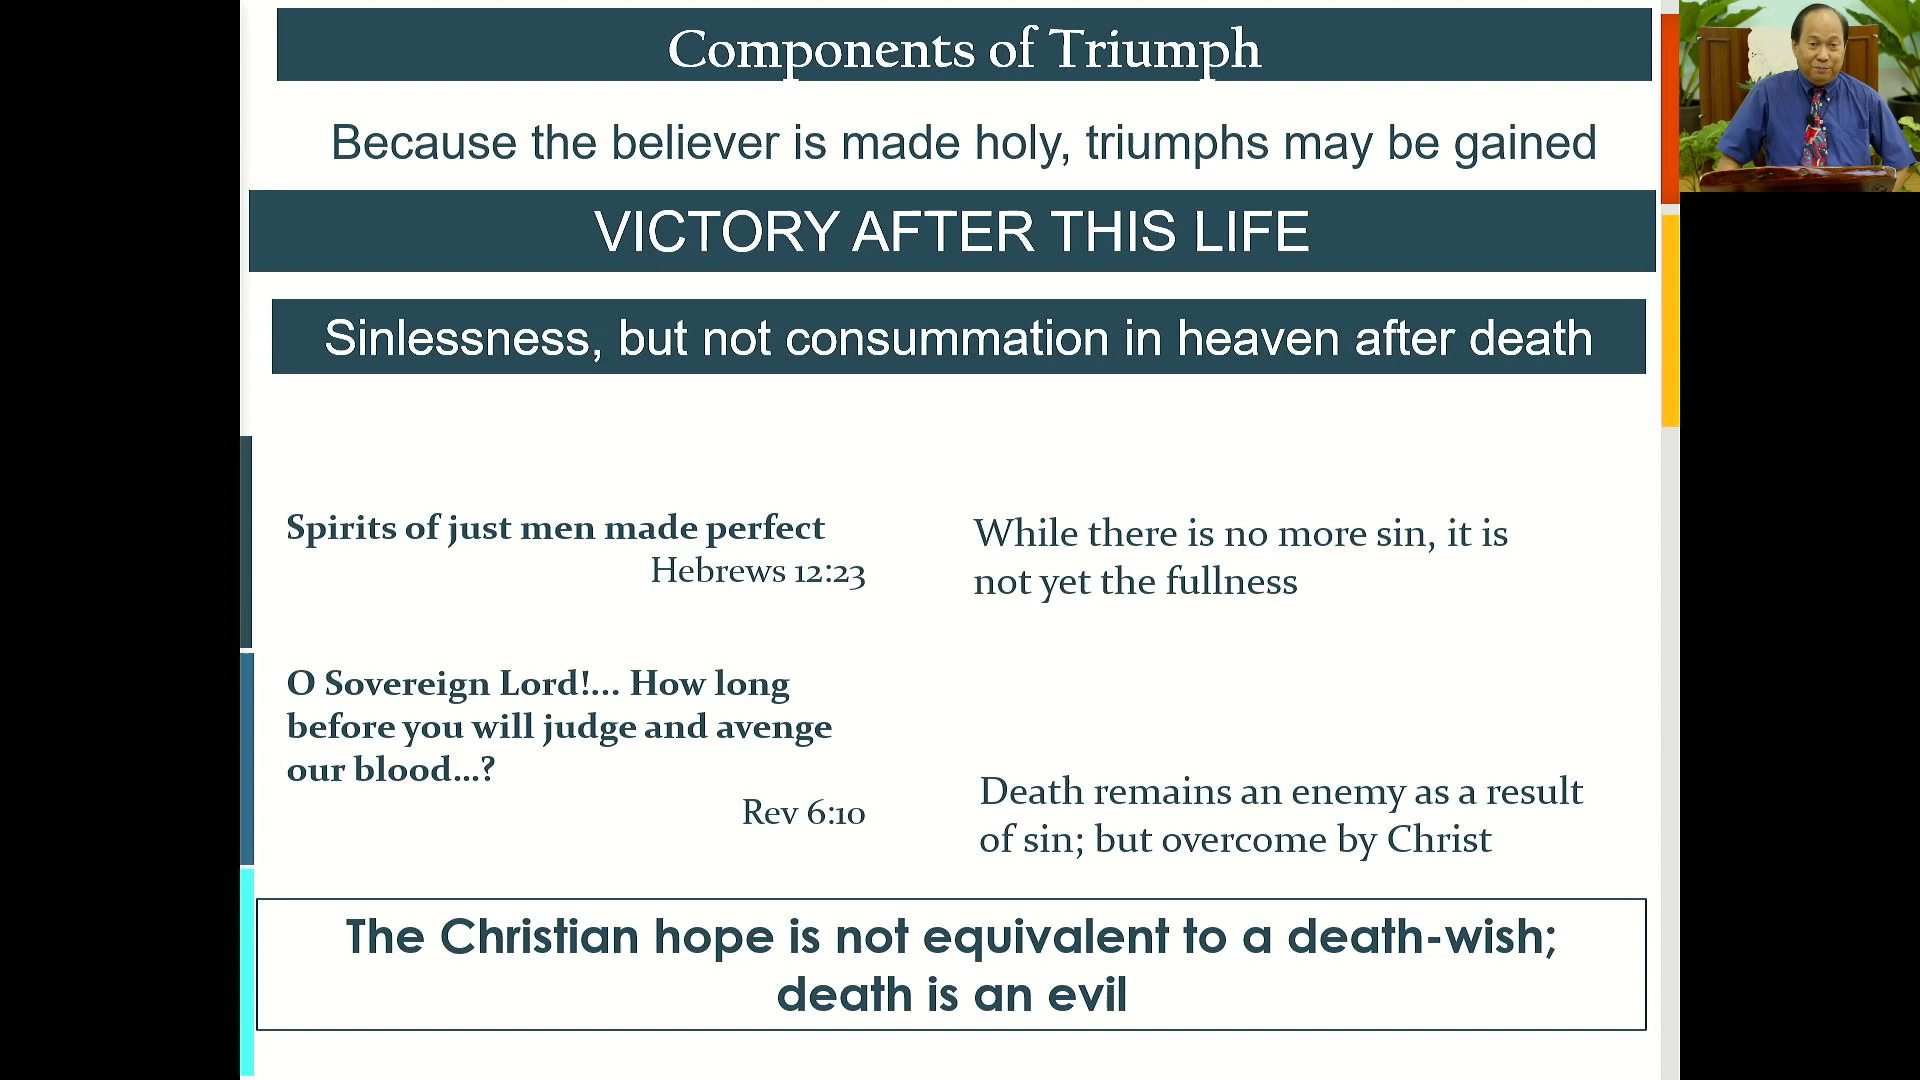 Components of Triumph
Because the believer is made holy, triumphs may be gained
VICTORY AFTER THIS LIFE
Sinlessness, but not consummation in heaven after death
Spirits of just men made perfect
Hebrews 12:23
While there is no more sin, it is
not yet the fullness
O Sovereign Lord!... How long
before you will judge and avenge
our blood...?
Rev 6:10
Death remains an enemy as a result
of sin; but overcome by Christ
The Christian hope is not equivalent to a death-wish;
death is an evil